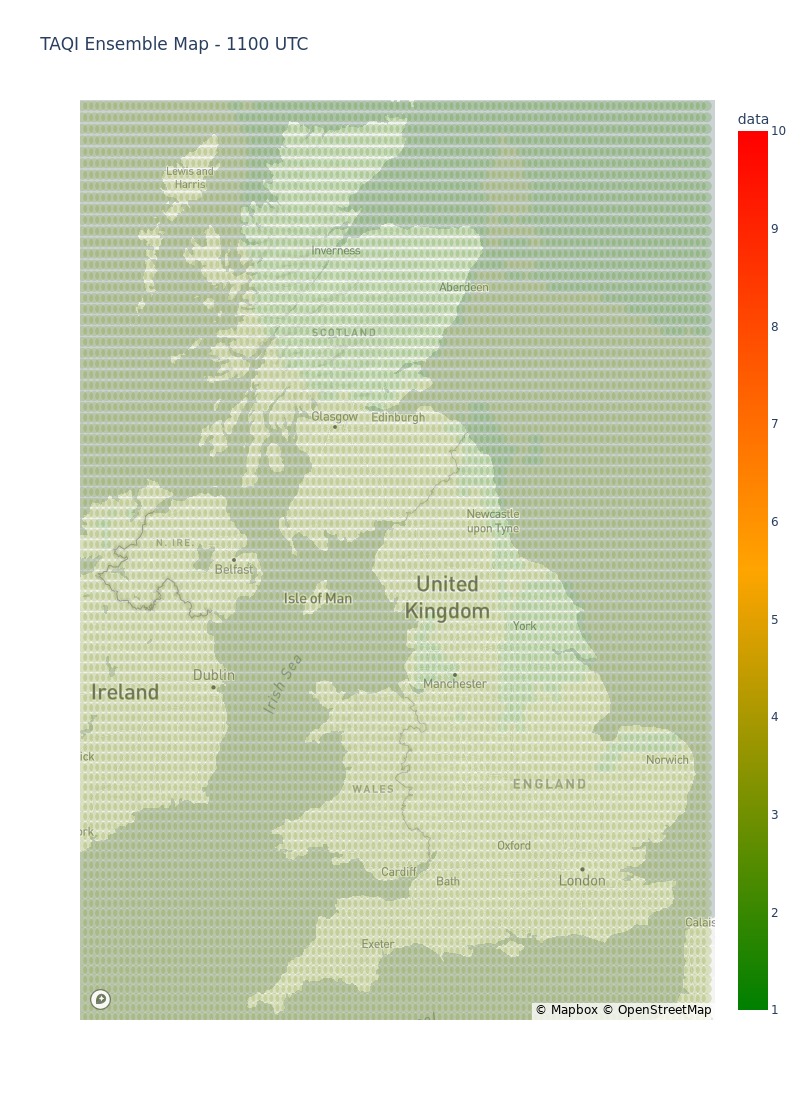 TAQI Ensemble Map - 1100 UTC
data
10
9
8
7
6
5
4
3
2
1
Lewis and
Harris
Inverness
Aberdeen
SCOTLAND
Glasgow
Edinburgh
Newcastle
upon Tyne
N. IRE.
Belfast
Isle of Man
United
Kingdom
York
Irish Sea
Dublin
Manchester
Ireland
ick
Norwich
WALES
ENGLAND
ork
Oxford
Cardiff
Bath
London
Calais
Exeter
© Mapbox © OpenStreetMap